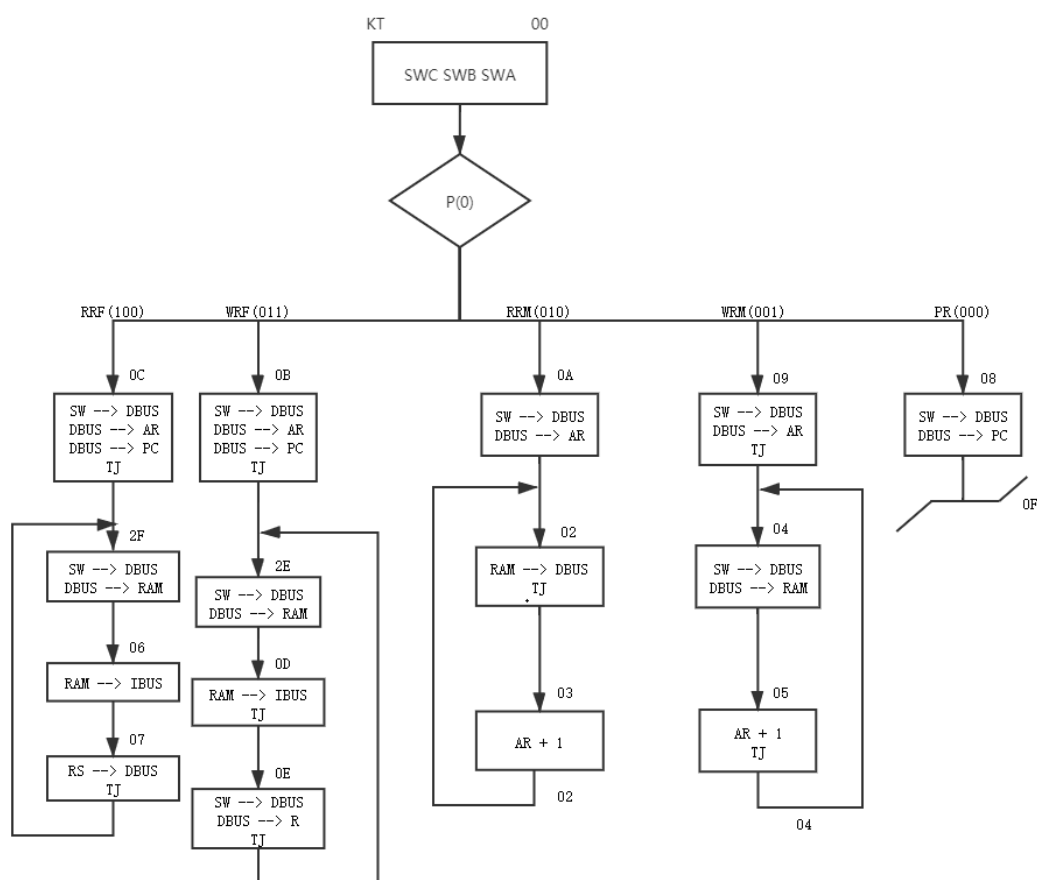 KT 00
SWC SWB SWA
P(0)
RRF(100) WRF(011) RRM(010) WRM(001) PR(000)
0C
SW --> DBUS
DBUS --> AR
DBUS --> PC
TJ
2F
SW --> DBUS
DBUS --> RAM
06
RAM --> IBUS
07
RS --> DBUS
TJ
0B
SW --> DBUS
DBUS --> AR
DBUS --> PC
TJ
2E
SW --> DBUS
DBUS --> RAM
0D
RAM --> IBUS
TJ
0E
SW --> DBUS
DBUS --> R
TJ
0A
SW --> DBUS
DBUS --> AR
02
RAM --> DBUS
TJ
03
AR + 1
02
09
SW --> DBUS
DBUS --> AR
TJ
04
SW --> DBUS
DBUS --> RAM
05
AR + 1
TJ
04
08
SW --> DBUS
DBUS --> PC
0F